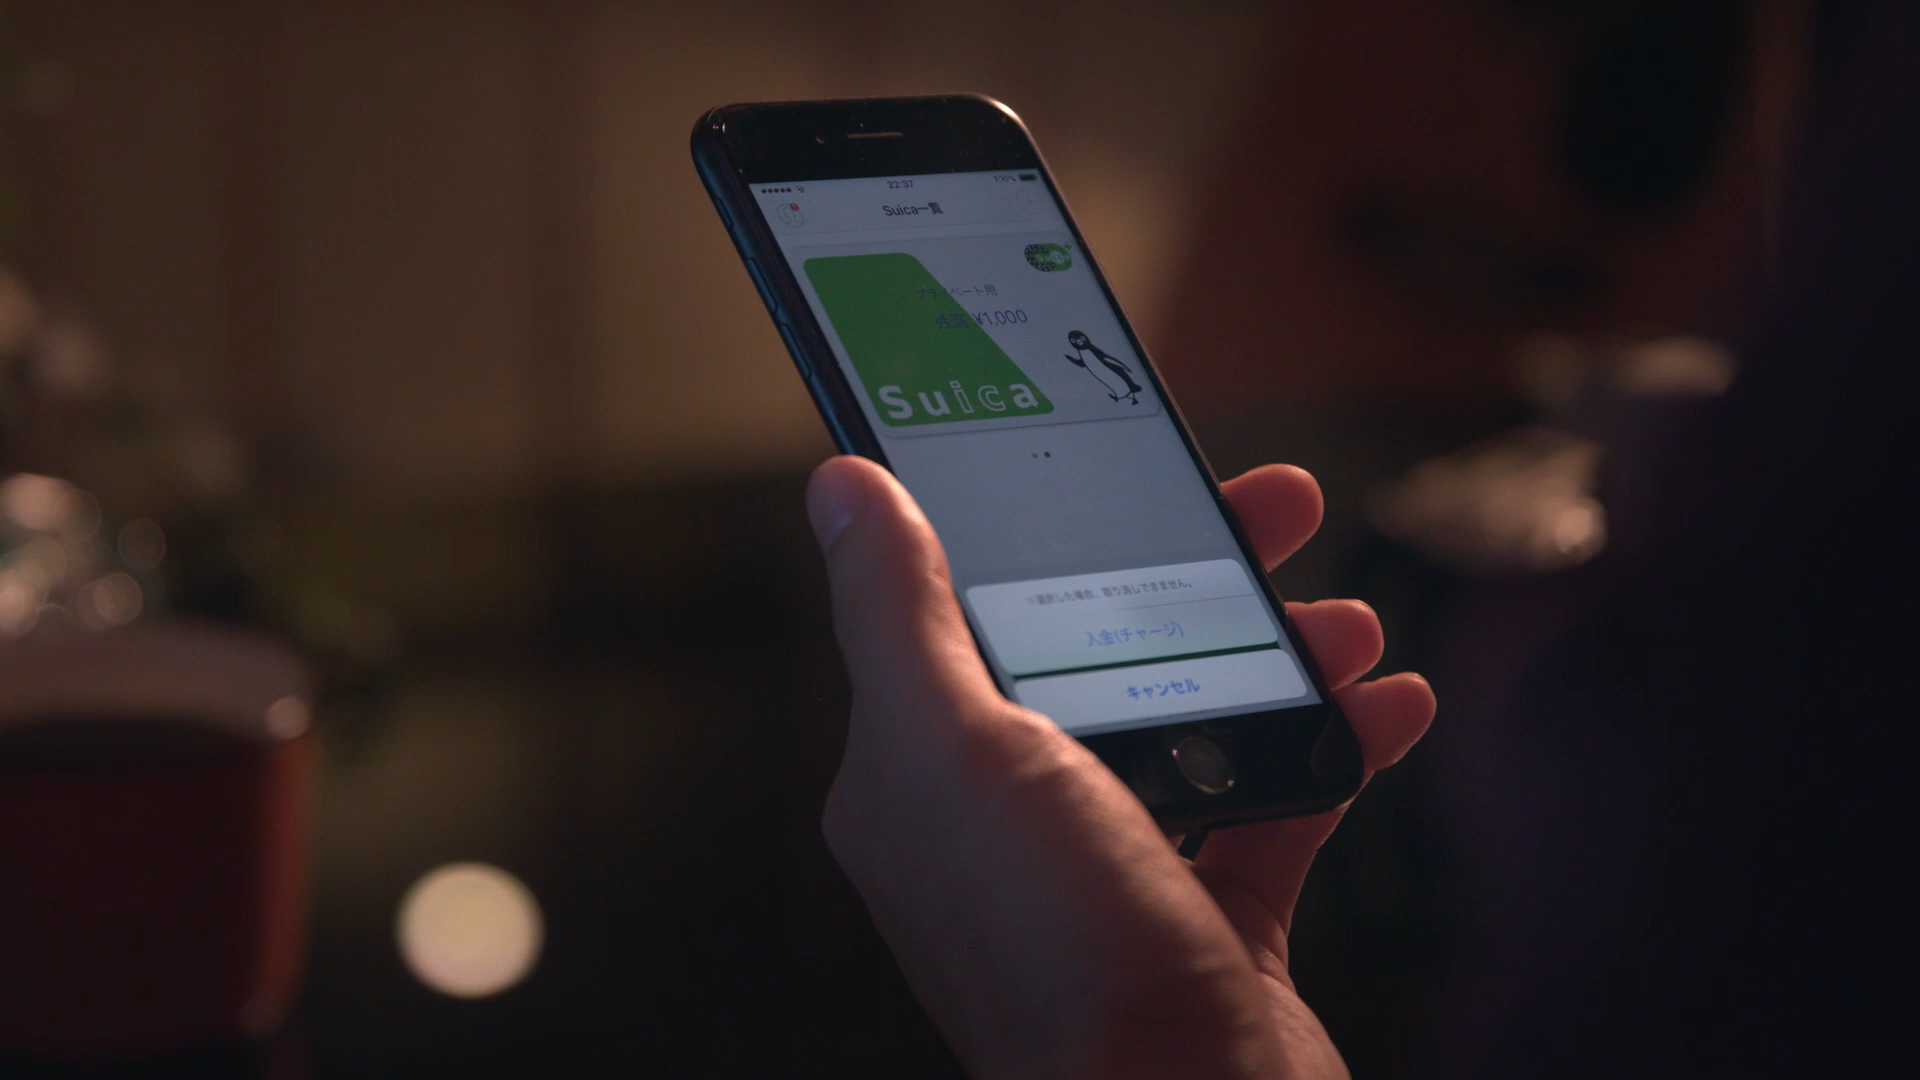 22:37
100%
Suica一覧
プライベート用
残高 ¥1,000
Suica
※選択した場合、取り消しできません。
入金(チャージ)
キャンセル